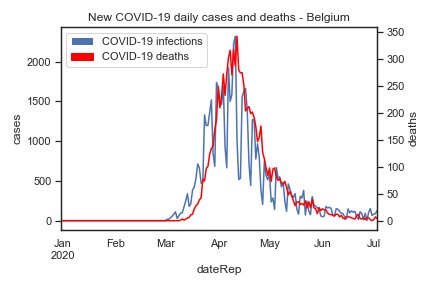 New COVID-19 daily cases and deaths - Belgium
COVID-19 infections
COVID-19 deaths
cases
2000
1500
1000
500
0
deaths
350
300
250
200
150
100
50
0
Jan Feb Mar Apr May Jun Jul
2020
dateRep